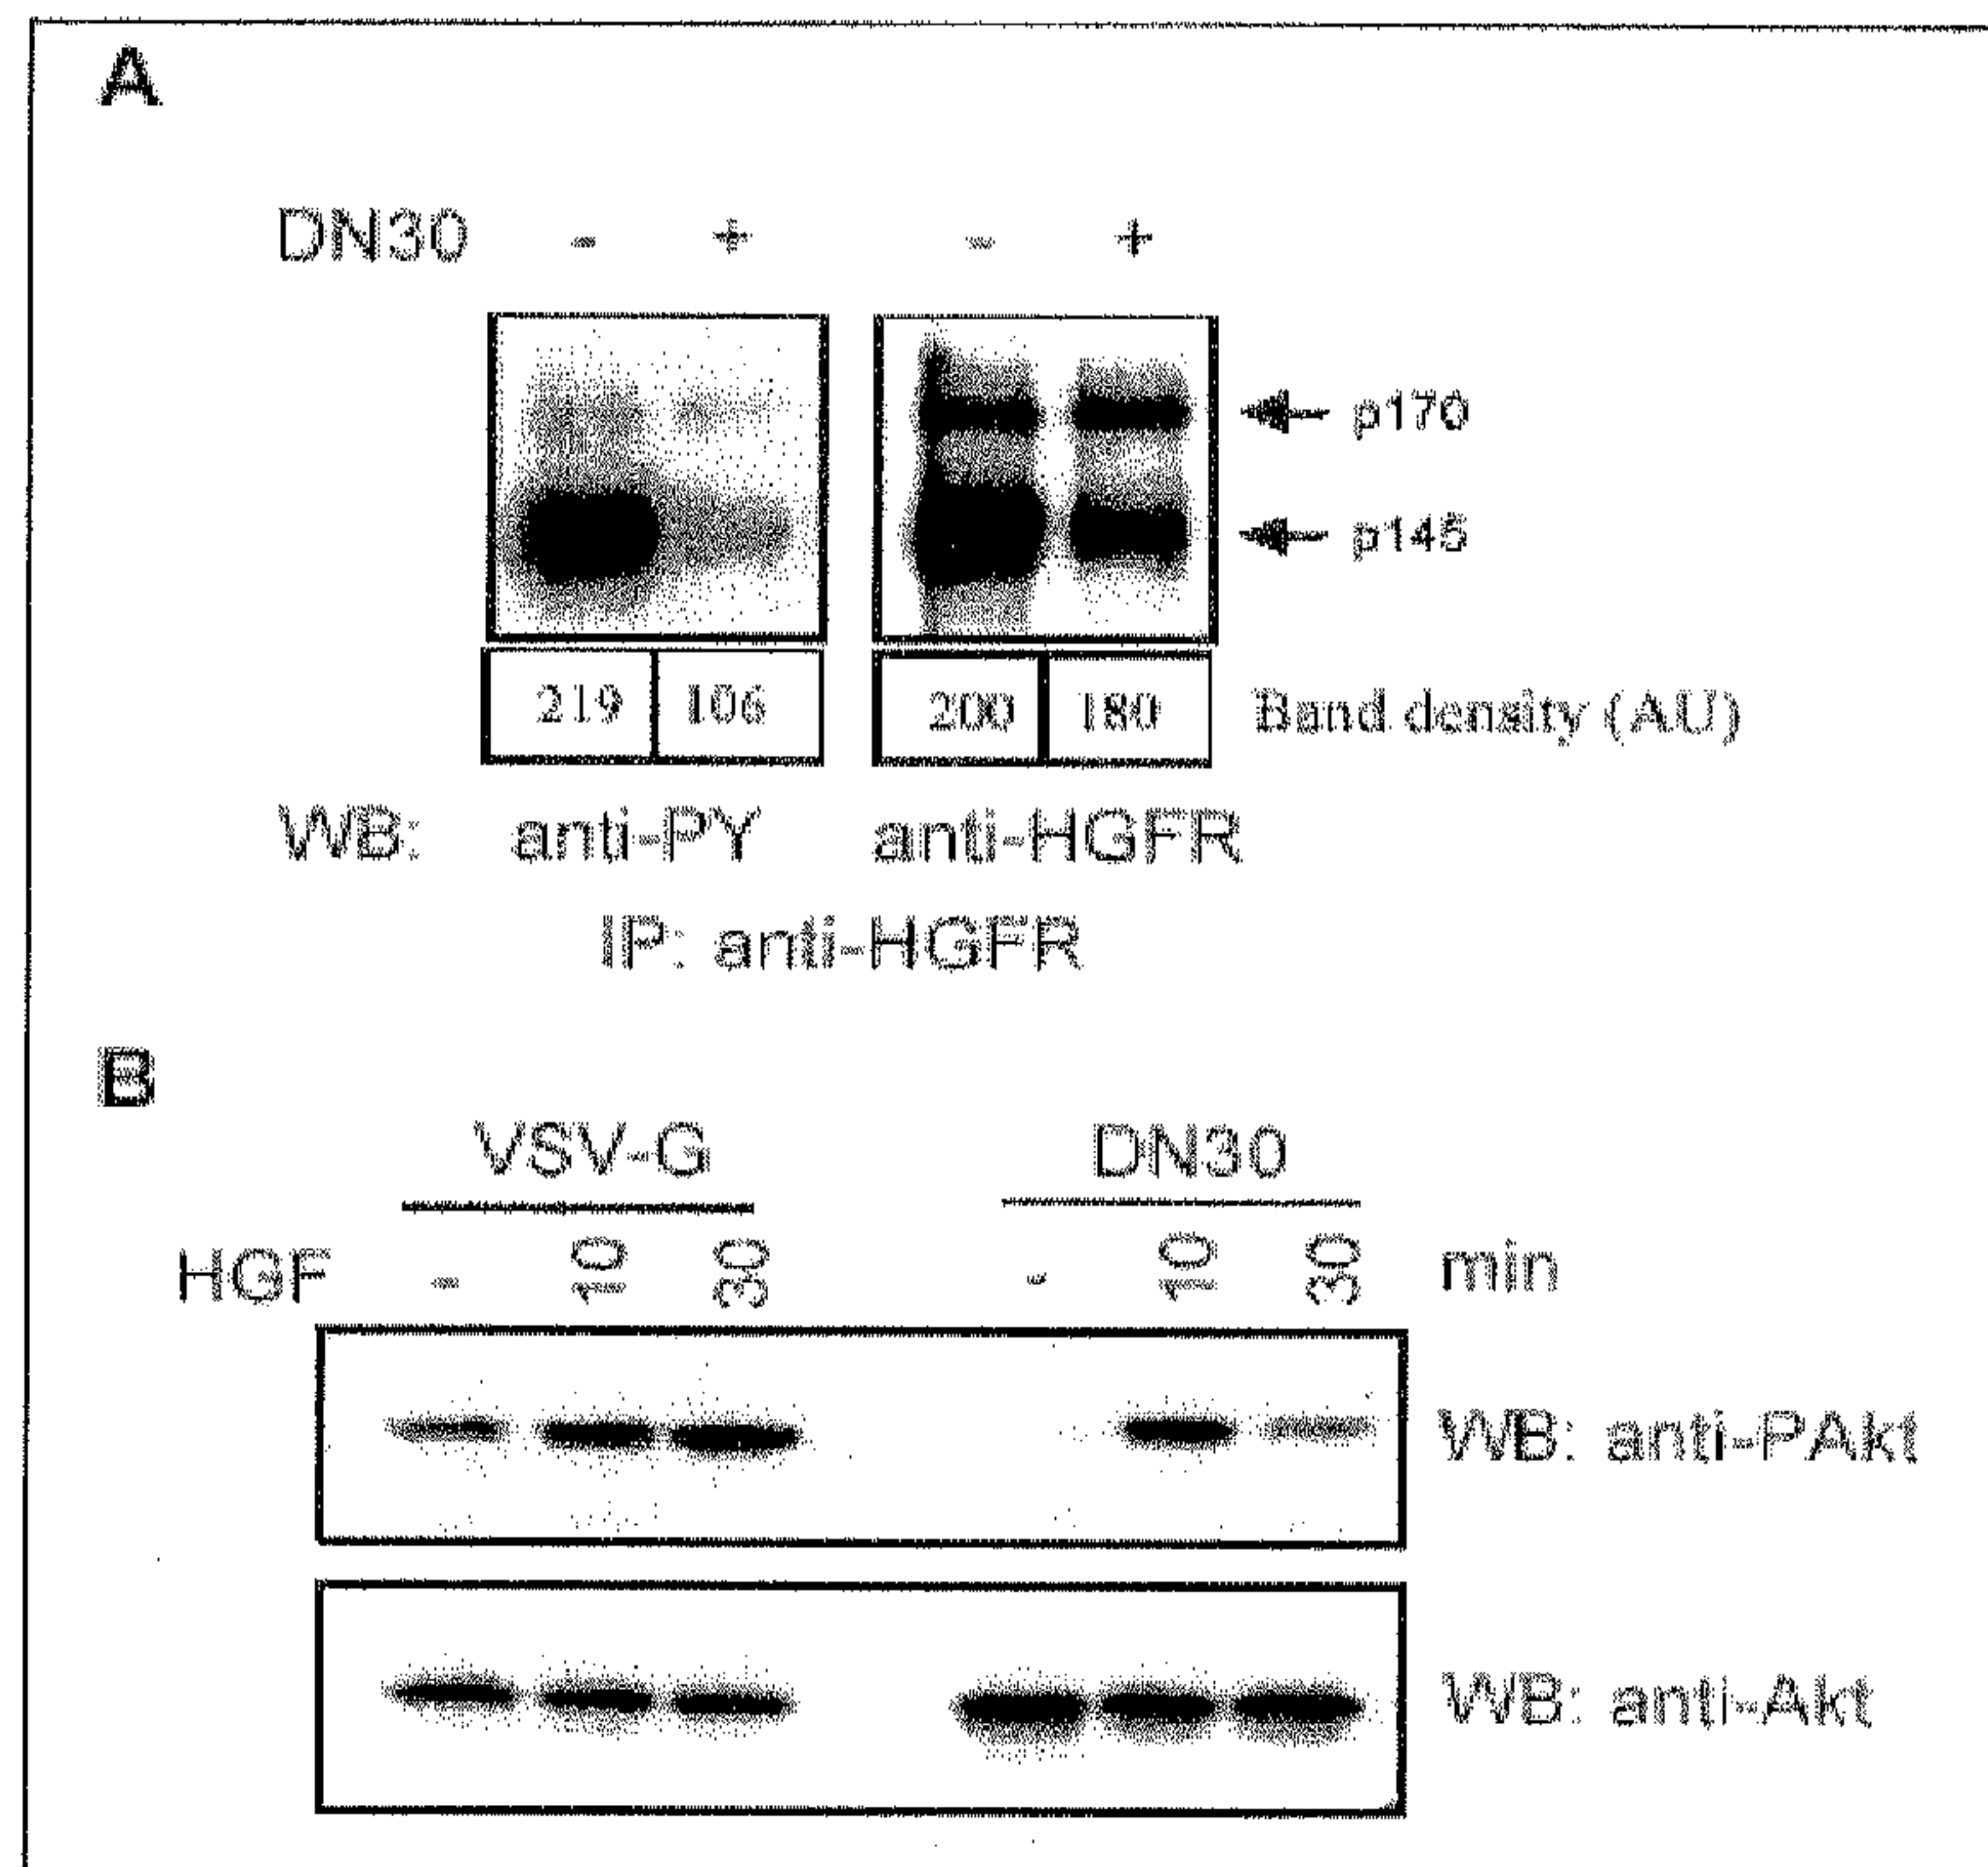 A
DN30 - + - +
p170
p145
219 106 200 180 Band density (AU)
WB: anti-PY anti-HGFR
IP: anti-HGFR
B
VSV-G DN30
HGF - 10 30 - 10 30 min
WB: anti-PAkt
WB: anti-Akt